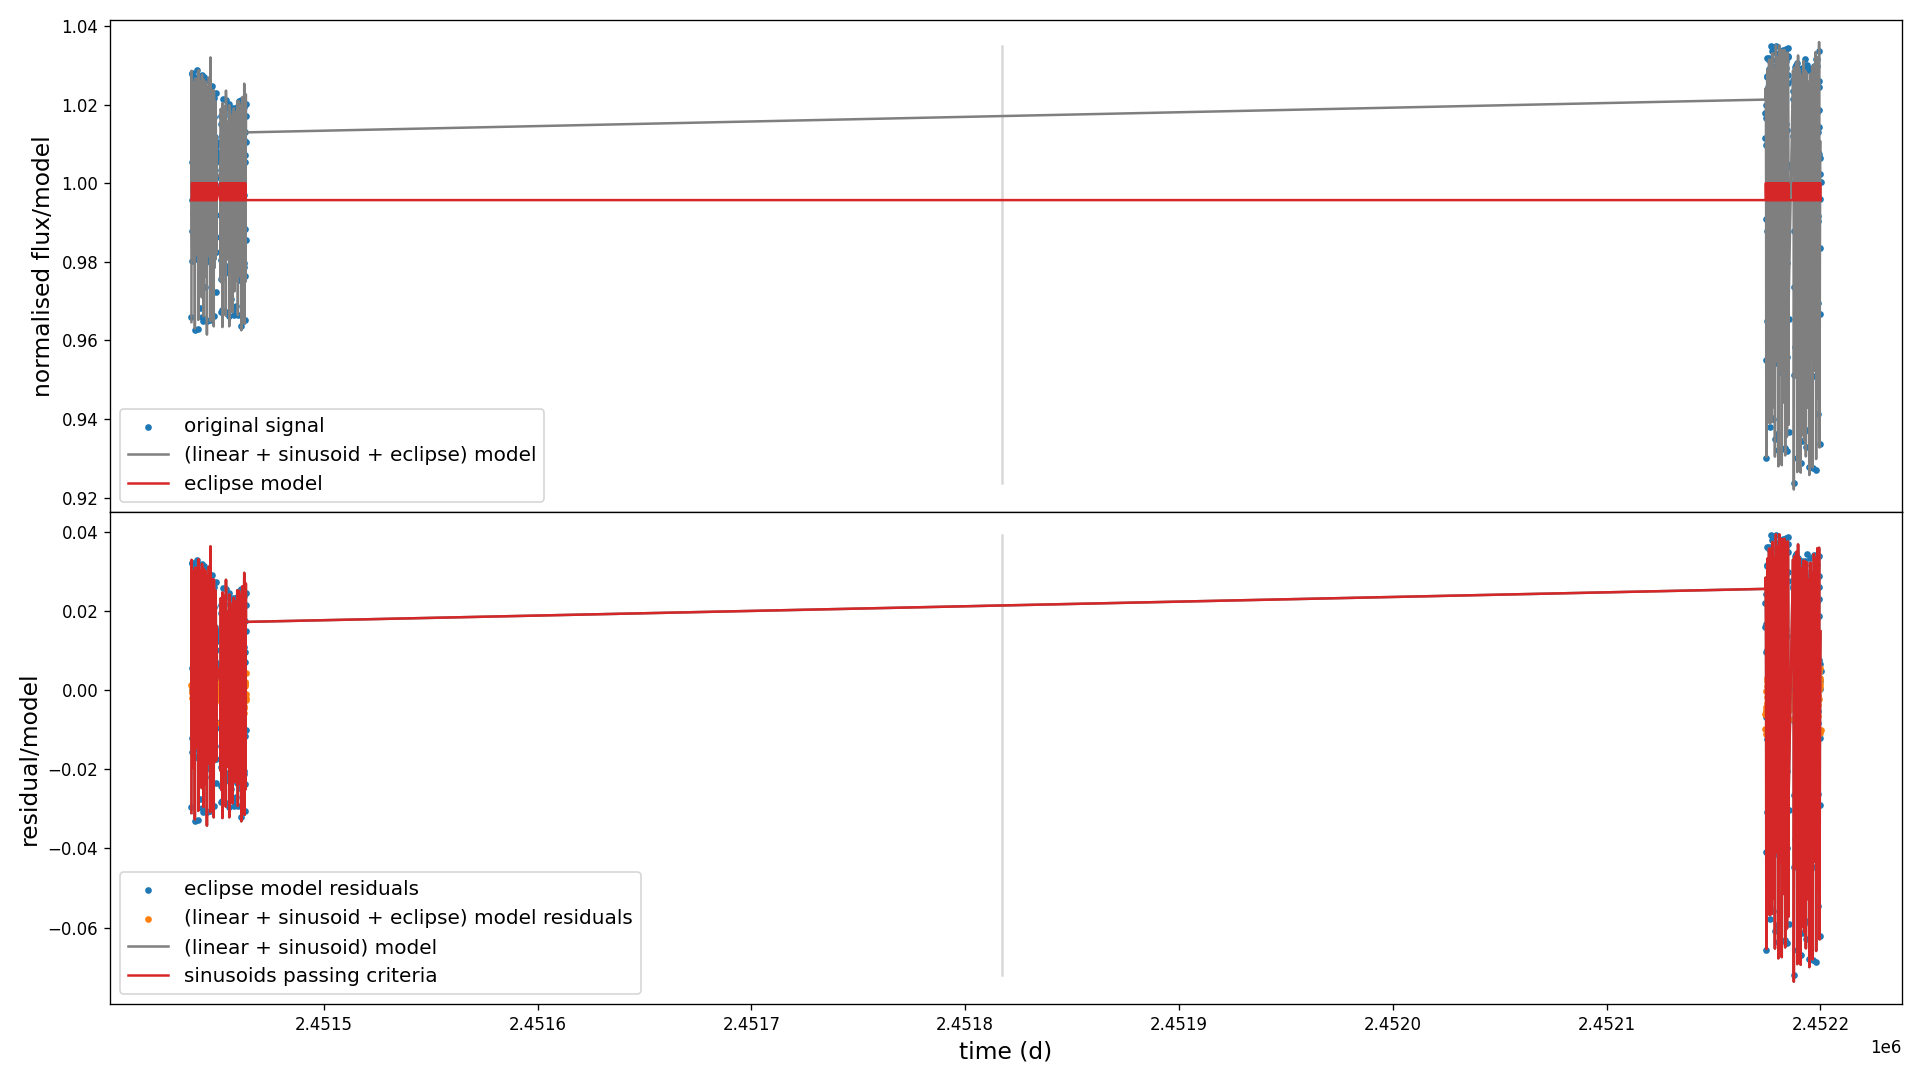 1.04
1.02
1.00
0.98
0.96
0.94
0.92
normalised flux/model
original signal
(linear + sinusoid + eclipse) model
eclipse model
0.04
0.02
0.00
−0.02
−0.04
−0.06
residual/model
eclipse model residuals
(linear + sinusoid + eclipse) model residuals
(linear + sinusoid) model
sinusoids passing criteria
2.4515 2.4516 2.4517 2.4518 2.4519 2.4520 2.4521 2.4522
1e6
time (d)